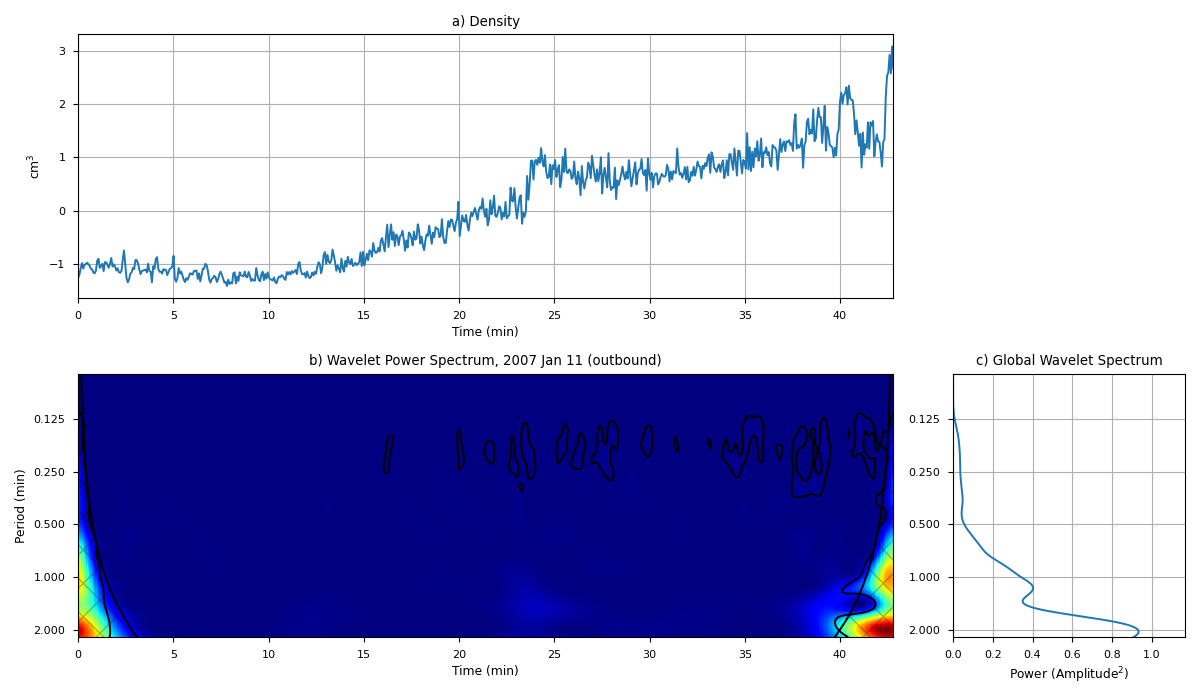 a) Density
cm³
3
2
1
0
−1
0 5 10 15 20 25 30 35 40
Time (min)
b) Wavelet Power Spectrum, 2007 Jan 11 (outbound)
Period (min)
0.125
0.250
0.500
1.000
2.000
0 5 10 15 20 25 30 35 40
Time (min)
c) Global Wavelet Spectrum
0.125
0.250
0.500
1.000
2.000
0.0 0.2 0.4 0.6 0.8 1.0
Power (Amplitude²)